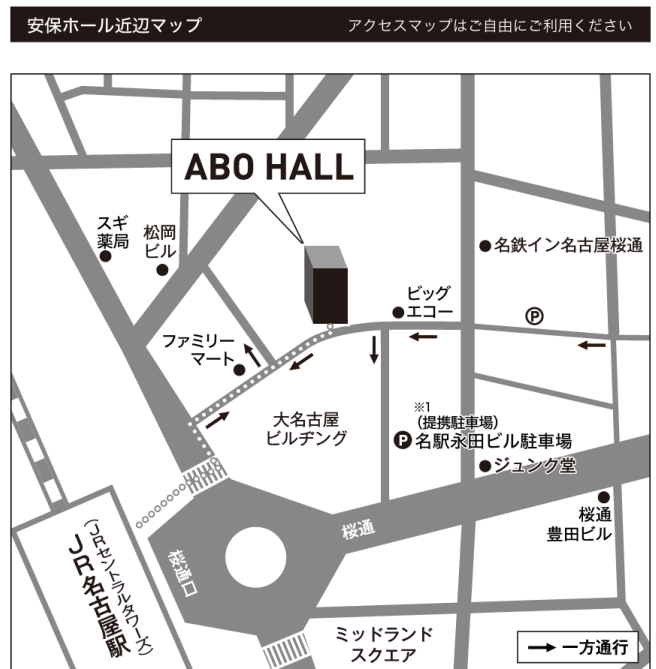 安保ホール近辺マップ
アクセスマップはご自由にご利用ください
ABO HALL
スギ
薬局
松岡
ビル
名鉄イン名古屋桜通
ビッグ
エコー
P
ファミリー
マート
大名古屋
ビルヂング
※1
(提携駐車場)
P 名駅永田ビル駐車場
ジュンク堂
桜通
豊田ビル
桜通
桜通口
(JRセントラルタワーズ)
JR名古屋駅
ミッドランド
スクエア
一方通行